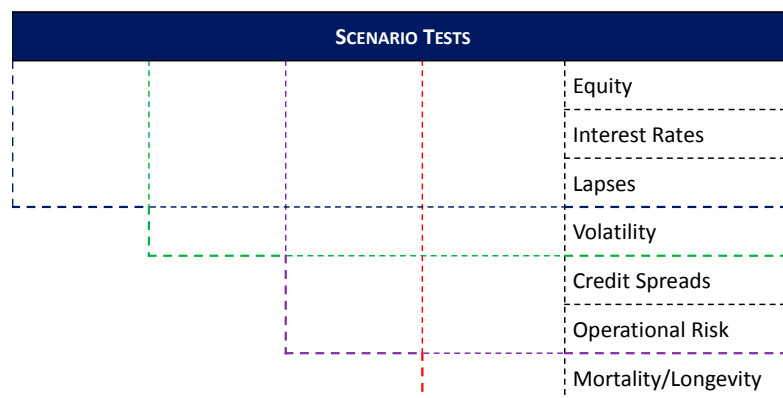 SCENARIO TESTS
Equity
Interest Rates
Lapses
Volatility
Credit Spreads
Operational Risk
Mortality/Longevity